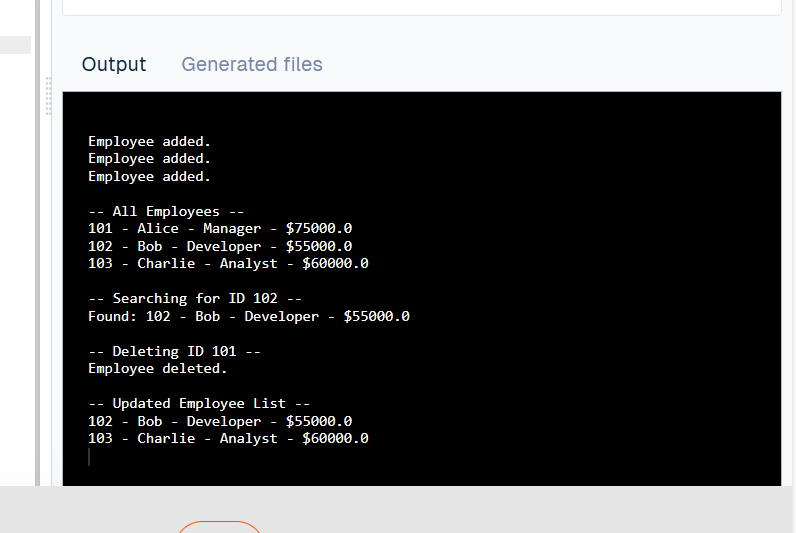 Output Generated files
Employee added.
Employee added.
Employee added.
-- All Employees --
101 - Alice - Manager - $75000.0
102 - Bob - Developer - $55000.0
103 - Charlie - Analyst - $60000.0
-- Searching for ID 102 --
Found: 102 - Bob - Developer - $55000.0
-- Deleting ID 101 --
Employee deleted.
-- Updated Employee List --
102 - Bob - Developer - $55000.0
103 - Charlie - Analyst - $60000.0